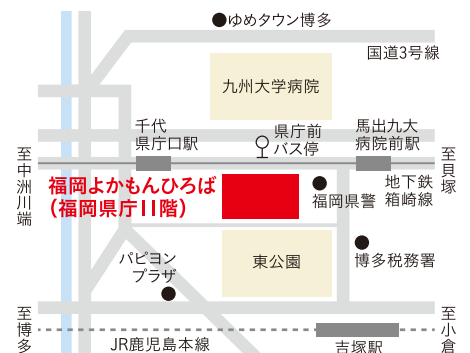 ゆめタウン博多
国道3号線
九州大学病院
千代
県庁口駅
県庁前
バス停
馬出九大
病院前駅
至中洲川端
至貝塚
福岡よかもんひろば
(福岡県庁11階)
福岡県警
地下鉄
箱崎線
パピヨン
プラザ
東公園
博多税務署
至博多
至小倉
JR鹿児島本線
吉塚駅